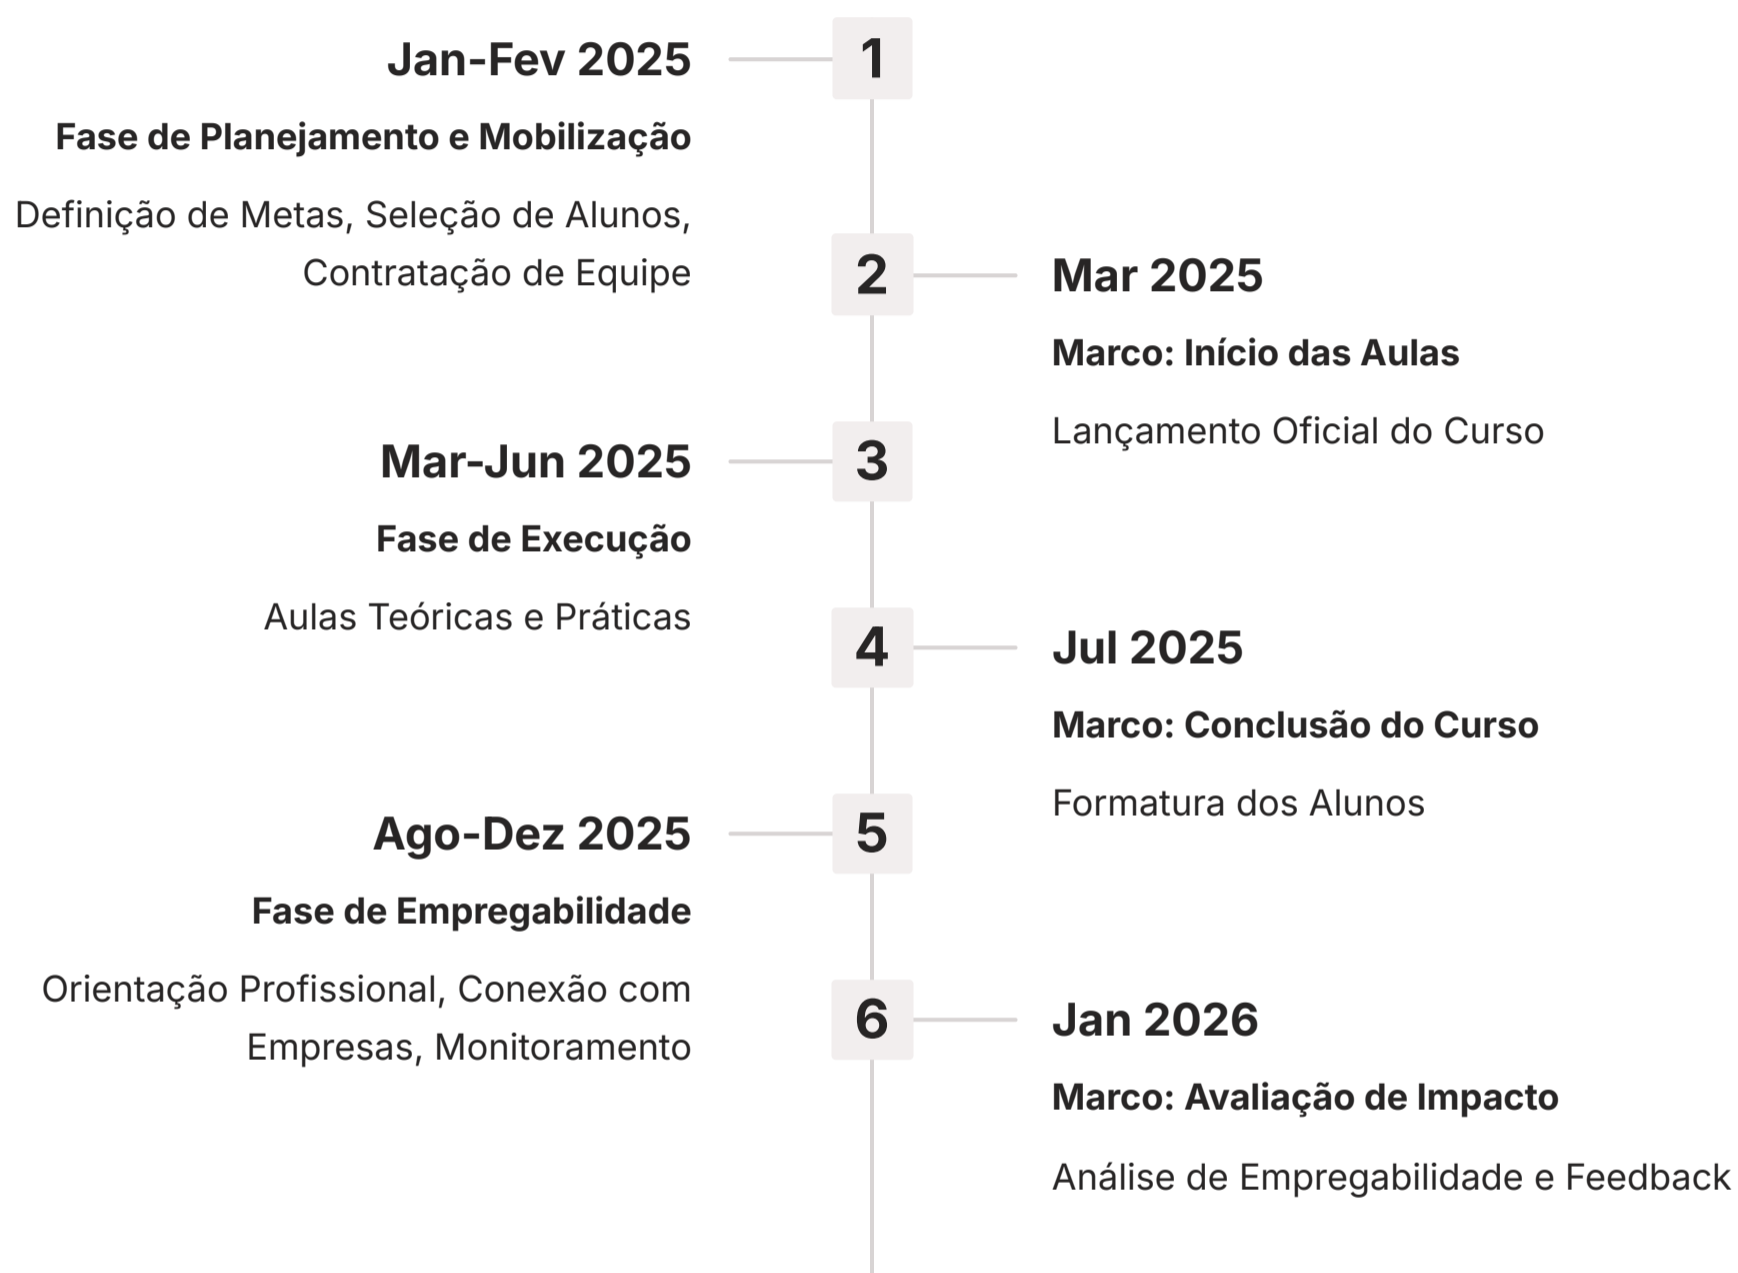 1
Jan-Fev 2025
Fase de Planejamento e Mobilização
Definição de Metas, Seleção de Alunos,
Contratação de Equipe
2
Mar 2025
Marco: Início das Aulas
Lançamento Oficial do Curso
3
Mar-Jun 2025
Fase de Execução
Aulas Teóricas e Práticas
4
Jul 2025
Marco: Conclusão do Curso
Formatura dos Alunos
5
Ago-Dez 2025
Fase de Empregabilidade
Orientação Profissional, Conexão com
Empresas, Monitoramento
6
Jan 2026
Marco: Avaliação de Impacto
Análise de Empregabilidade e Feedback